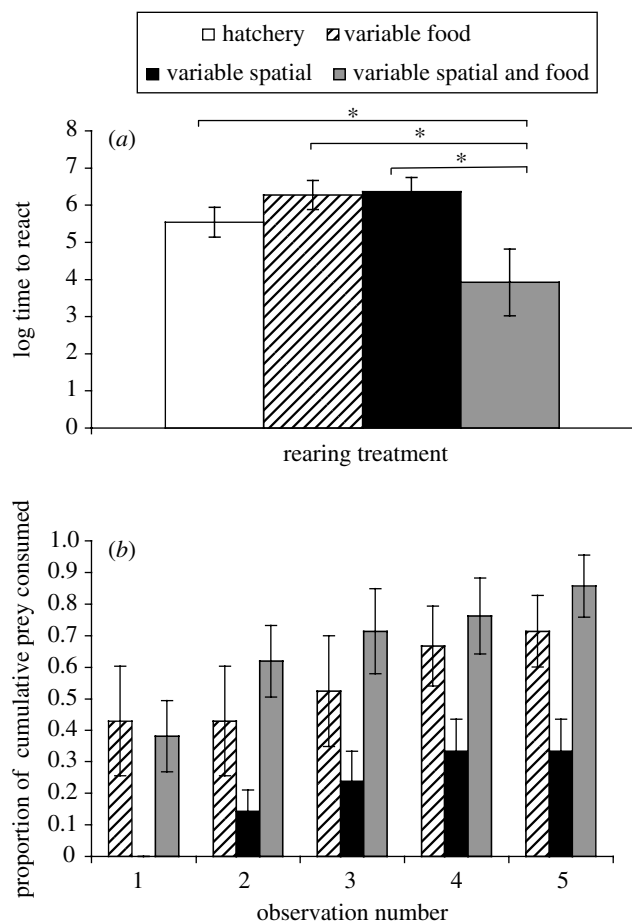 hatchery variable food
variable spatial variable spatial and food
(a)
*
*
*
8
7
6
5
4
3
2
1
0
log time to react
rearing treatment
(b)
1.0
0.9
0.8
0.7
0.6
0.5
0.4
0.3
0.2
0.1
0
proportion of cumulative prey consumed
1 2 3 4 5
observation number